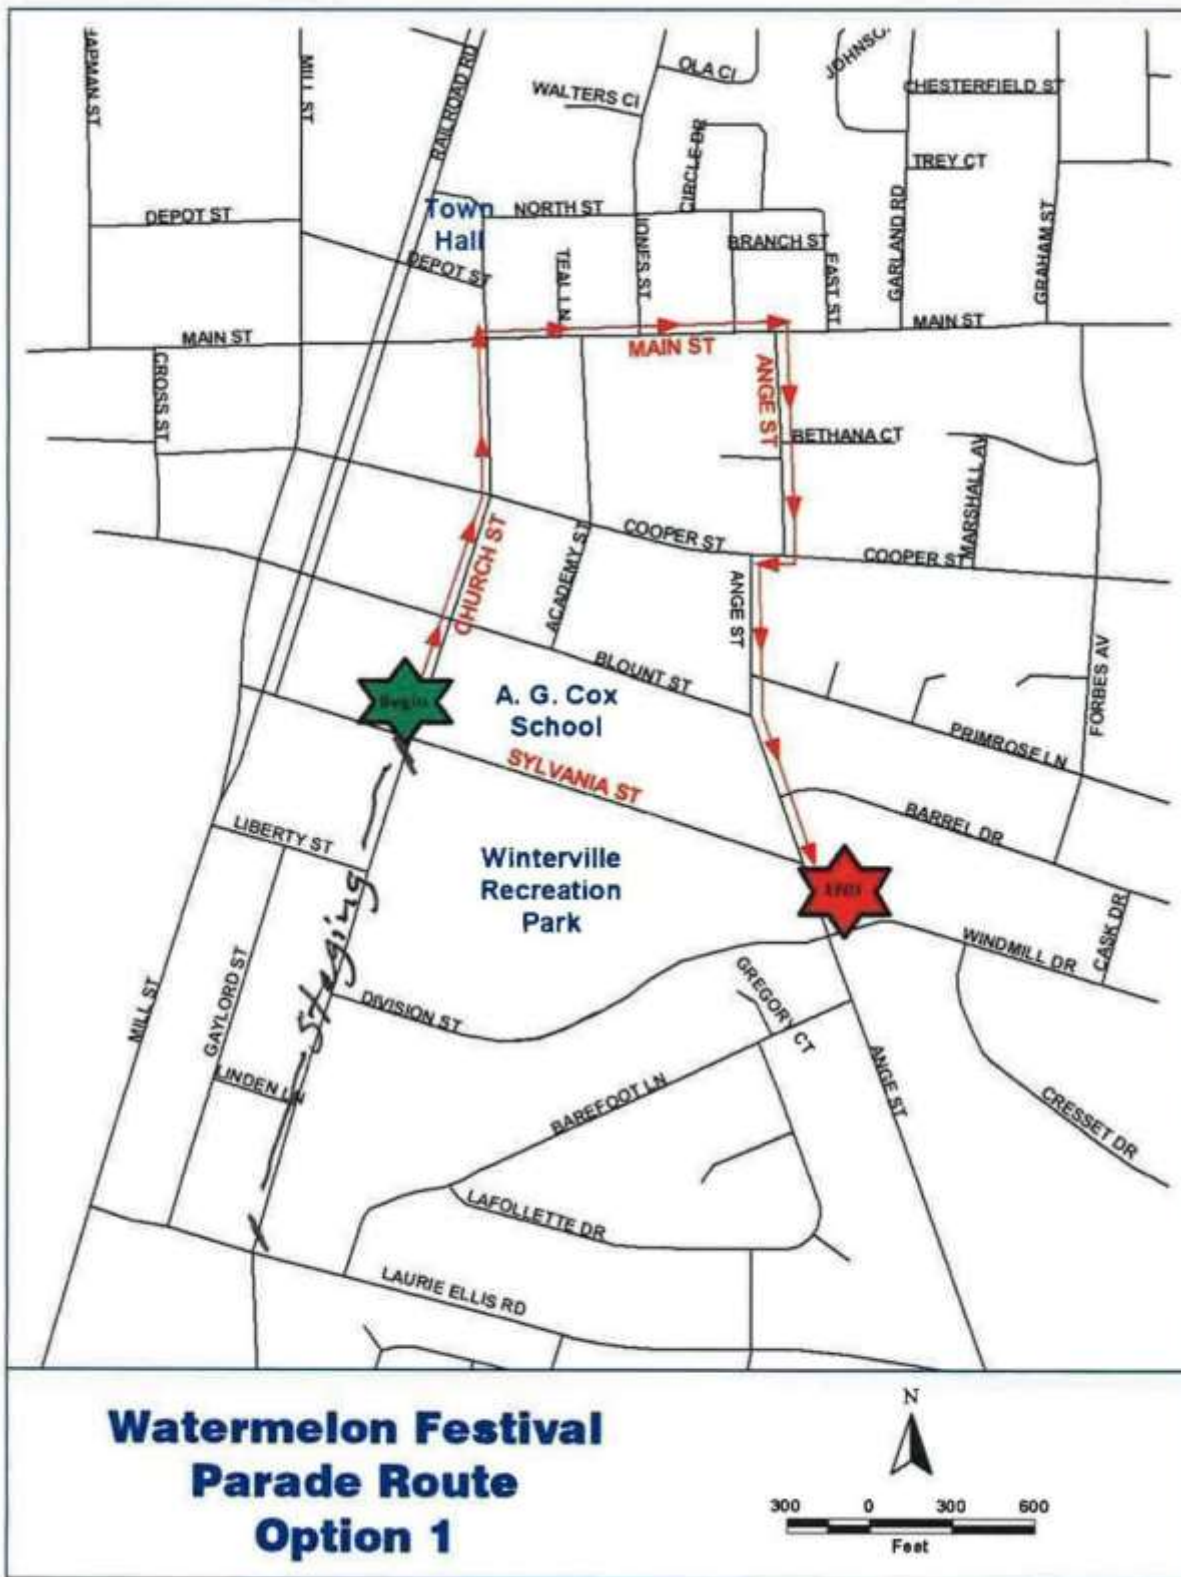 HAPMAN ST
MILL ST
RAILROAD RD
WALTERS CI
OLA CI
JOHNSO
CHESTERFIELD ST
TREY CT
CIRCLE DR
GARLAND RD
GRAHAM ST
DEPOT ST
Town
Hall
NORTH ST
DEPOT ST
TEAL LN
JONES ST
BRANCH ST
EAST ST
MAIN ST
MAIN ST
MAIN ST
CROSS ST
ANGE ST
BETHANA CT
MARSHALL AV
CHURCH ST
ACADEMY ST
COOPER ST
COOPER ST
ANGE ST
BLOUNT ST
FORBES AV
Begin
A. G. Cox
School
SYLVANIA ST
PRIMROSE LN
BARREL DR
LIBERTY ST
Winterville
Recreation
Park
END
CASK DR
WINDMILL DR
Staging
GAYLORD ST
MILL ST
DIVISION ST
GREGORY CT
LINDEN LN
BAREFOOT LN
ANGE ST
CRESSET DR
LAFOLLETTE DR
LAURIE ELLIS RD
Watermelon Festival
Parade Route
Option 1
N
300 0 300 600
Feet